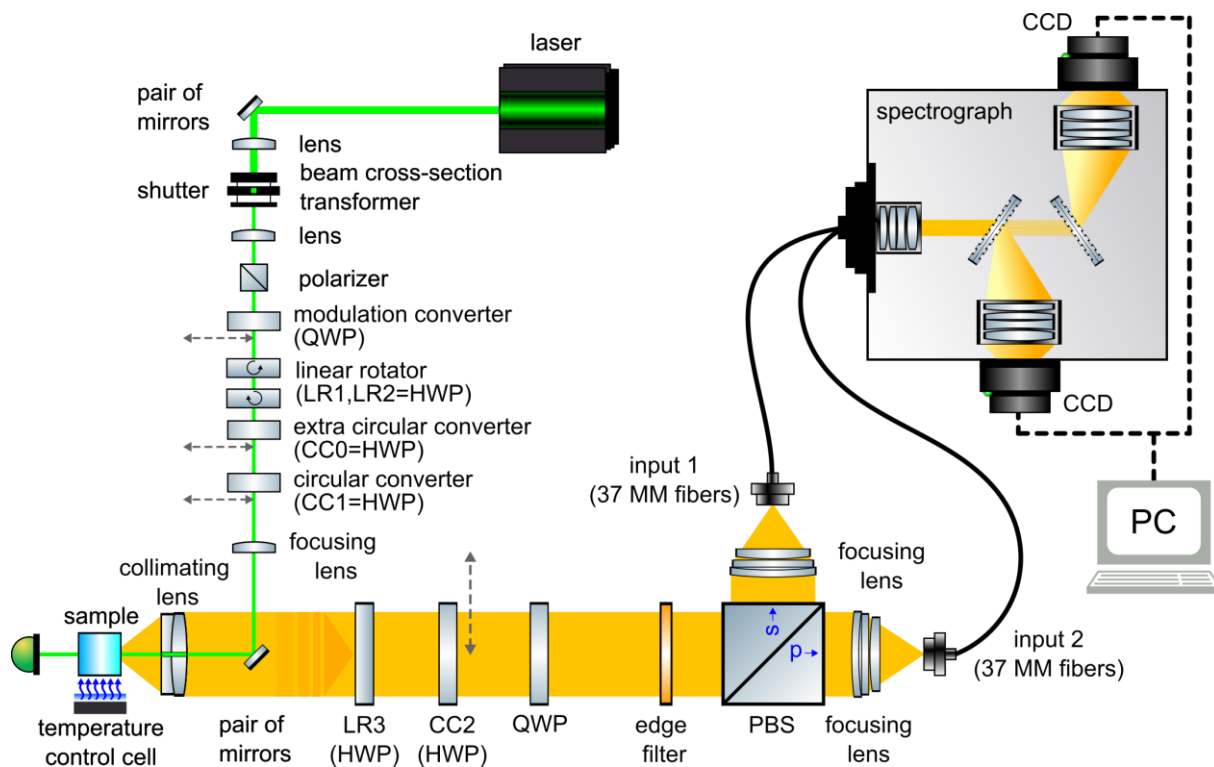 laser
pair of
mirrors
lens
shutter
beam cross-section
transformer
lens
polarizer
modulation converter
(QWP)
linear rotator
(LR1,LR2=HWP)
extra circular converter
(CC0=HWP)
circular converter
(CC1=HWP)
focusing
lens
collimating
lens
sample
temperature
control cell
pair of
mirrors
LR3
(HWP)
CC2
(HWP)
QWP
edge
filter
PBS
s
p
focusing
lens
focusing
lens
input 1
(37 MM fibers)
input 2
(37 MM fibers)
CCD
spectrograph
CCD
PC